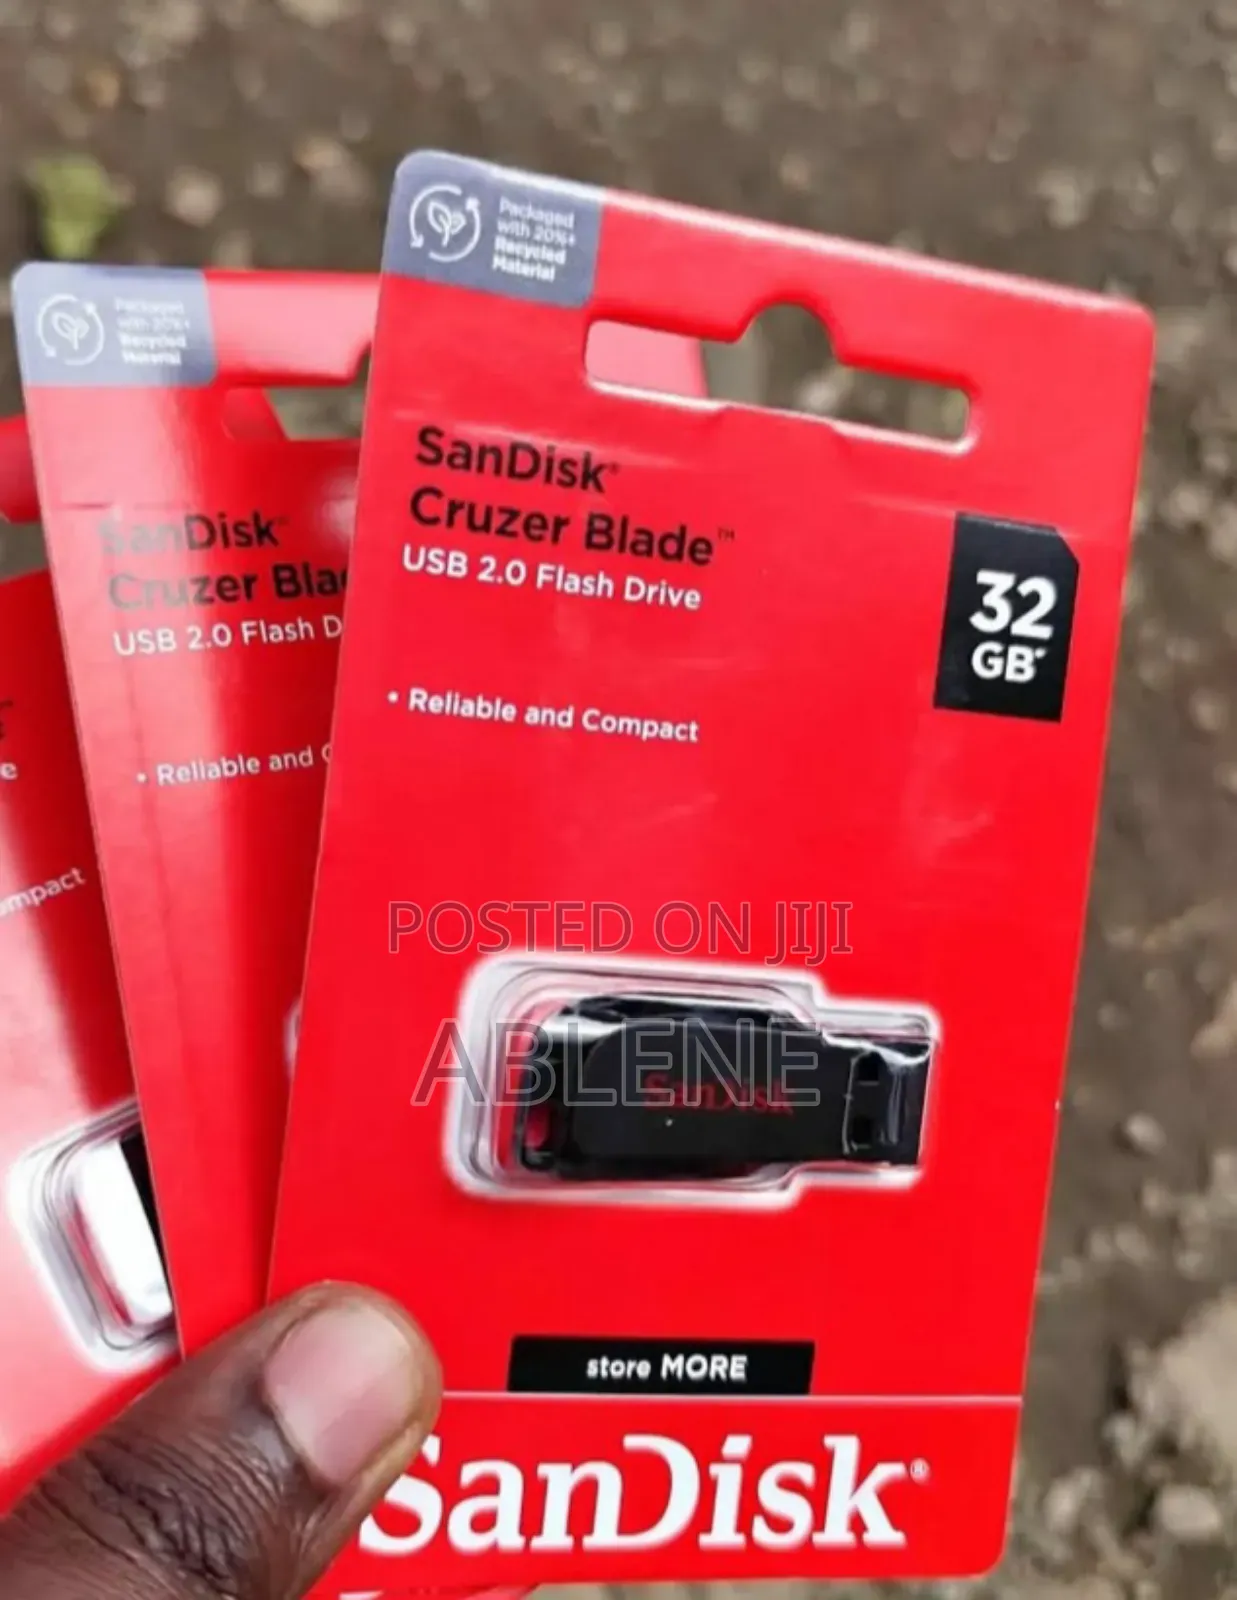 Packaged
with 20%+
Recycled
Material
SanDisk®
Cruzer Blade™
USB 2.0 Flash Drive
32
GB*
• Reliable and Compact
POSTED ON JIJI
ABLENE
SanDisk
store MORE
SanDisk®
Packaged
with 20%+
Recycled
Material
SanDisk
Cruzer Bla
USB 2.0 Flash D
• Reliable and C
e
ompact